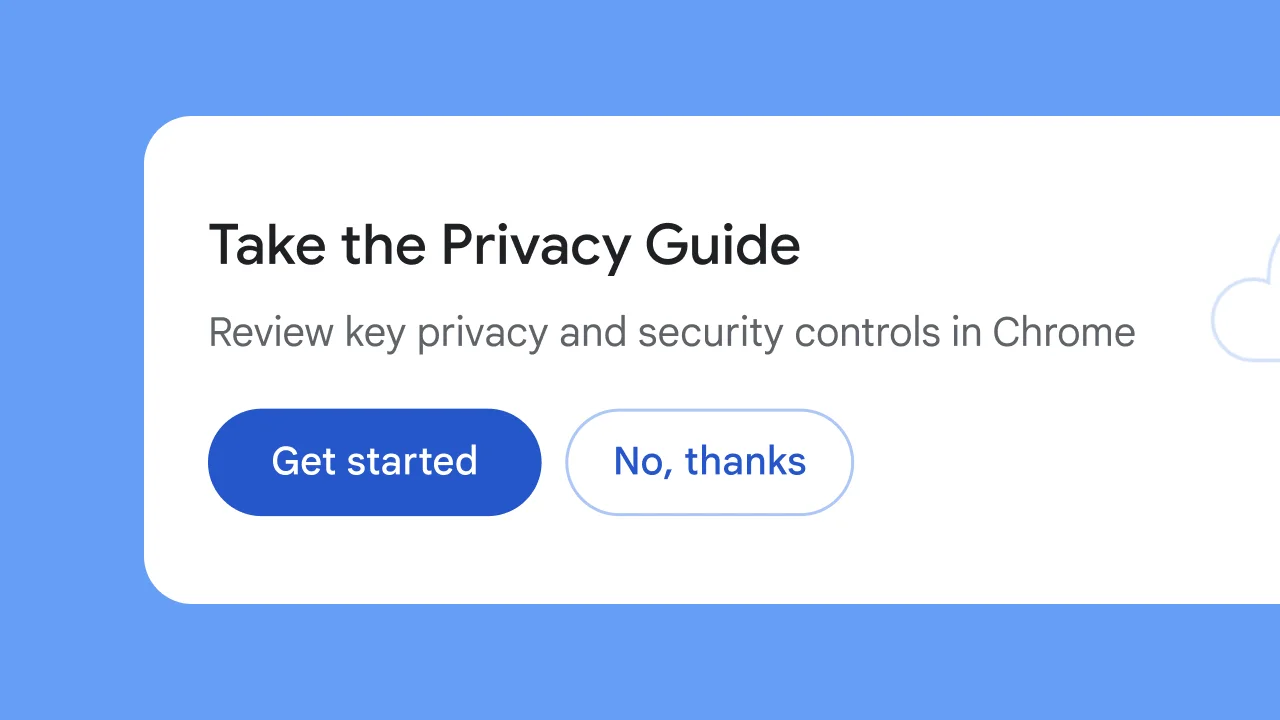 Take the Privacy Guide
Review key privacy and security controls in Chrome
Get started
No, thanks